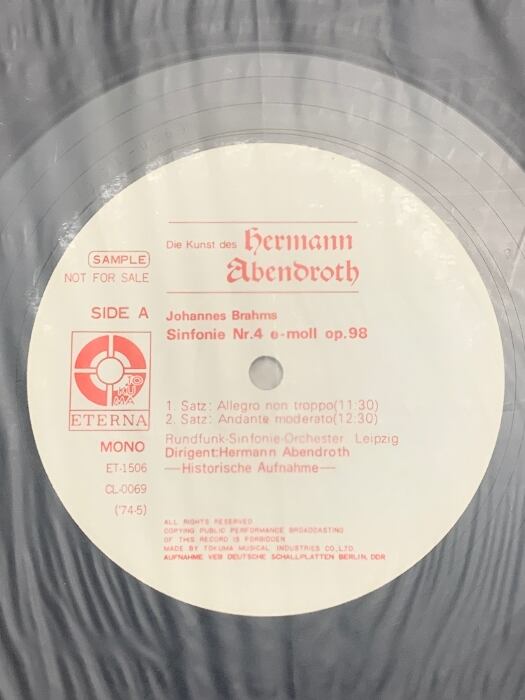 Die Kunst des Hermann
Abendroth
SAMPLE
NOT FOR SALE
SIDE A
Johannes Brahms
Sinfonie Nr.4 e-moll op.98
TO
KU
MA
ETERNA
1. Satz: Allegro non troppo(11:30)
2. Satz: Andante moderato(12:30)
Rundfunk-Sinfonie-Orchester Leipzig
Dirigent:Hermann Abendroth
—Historische Aufnahme—
MONO
ET-1506
CL-0069
('74-5)
ALL RIGHTS RESERVED
COPYING PUBLIC PERFORMANCE BROADCASTING
OF THIS RECORD IS FORBIDDEN
MADE BY TOKUMA MUSICAL INDUSTRIES CO.,LTD.
AUFNAHME VEB DEUTSCHE SCHALLPLATTEN BERLIN, DDR